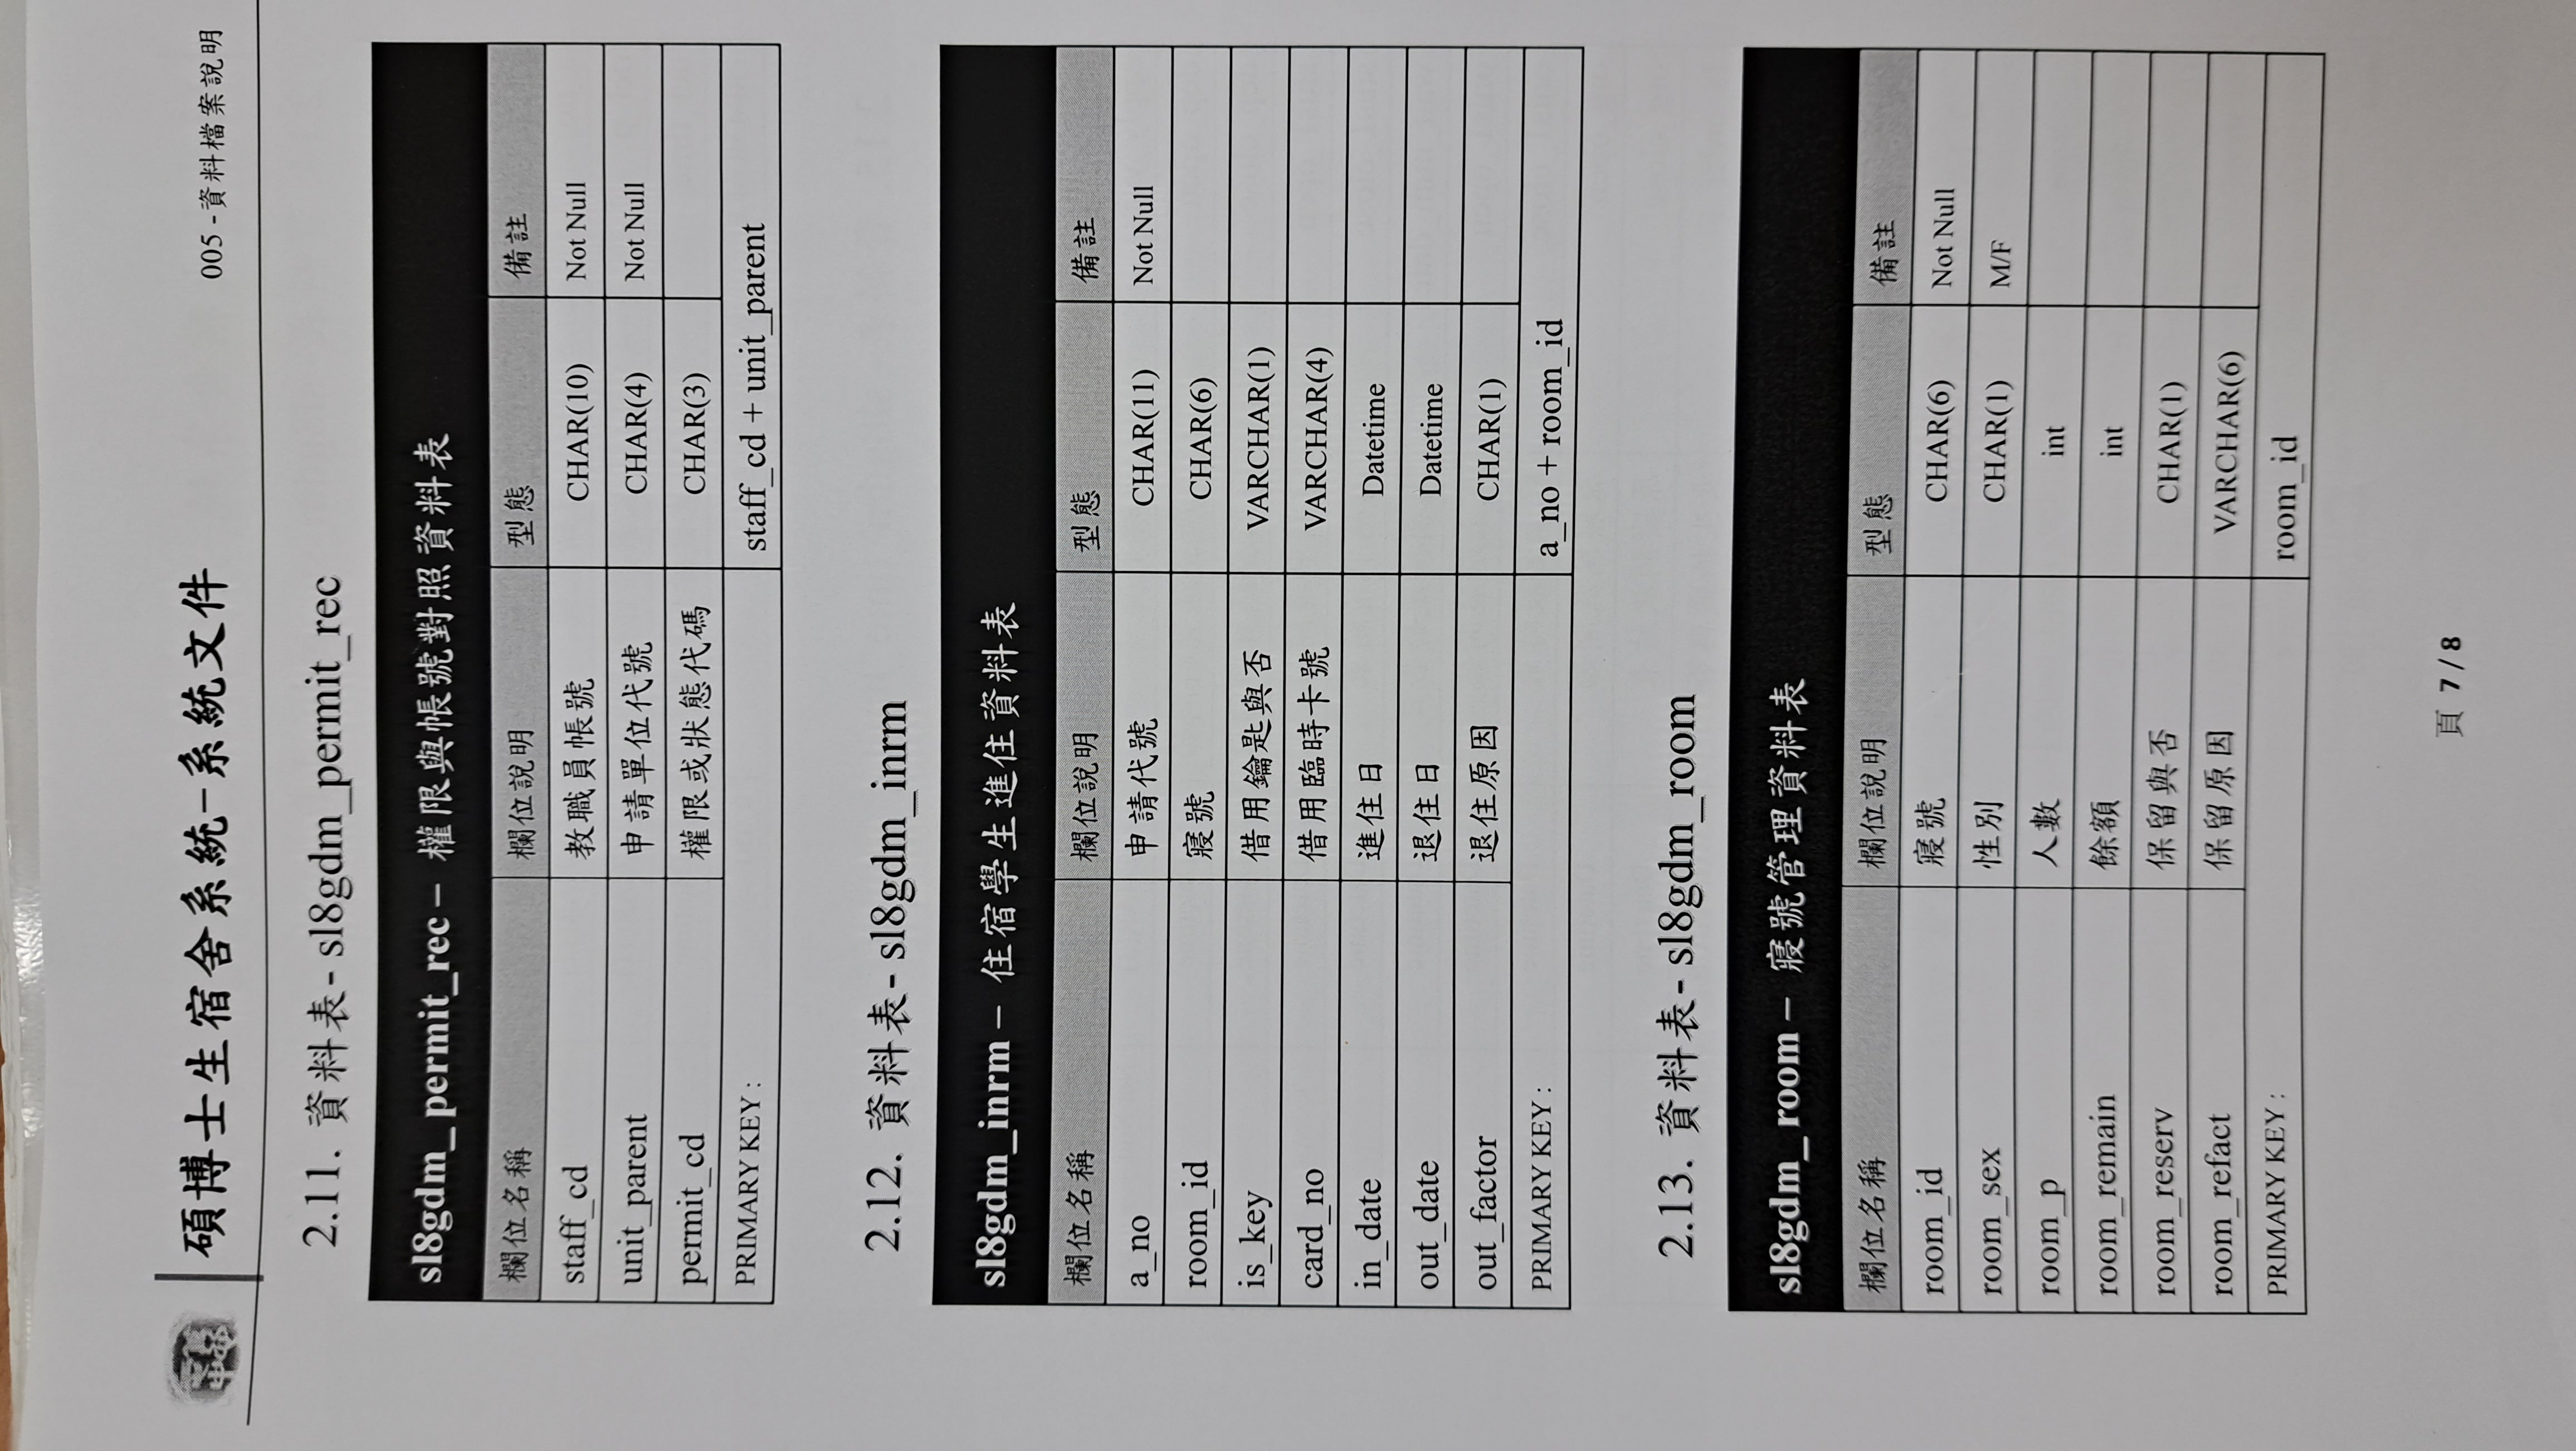 碩博士生宿舍系統-系統文件
005 -資料檔案說明
2.11. 資料表- sl8gdm_permit_rec
sl8gdm_ permit_rec – 權限與帳號對照資料表
欄位名稱 欄位說明 型態 備註
staff_cd 教職員帳號 CHAR(10) Not Null
unit_parent 申請單位代號 CHAR(4) Not Null
permit_cd 權限或狀態代碼 CHAR(3)
PRIMARY KEY : staff_cd + unit_parent
2.12. 資料表- sl8gdm_inrm
sl8gdm_inrm – 住宿學生進住資料表
欄位名稱 欄位說明 型態 備註
a_no 申請代號 CHAR(11) Not Null
room_id 寢號 CHAR(6)
is_key 借用鑰匙與否 VARCHAR(1)
card_no 借用臨時卡號 VARCHAR(4)
in_date 進住日 Datetime
out_date 退住日 Datetime
out_factor 退住原因 CHAR(1)
PRIMARY KEY : a_no + room_id
2.13. 資料表- sl8gdm_room
sl8gdm_ room – 寢號管理資料表
欄位名稱 欄位說明 型態 備註
room_id 寢號 CHAR(6) Not Null
room_sex 性別 CHAR(1) M/F
room_p 人數 int
room_remain 餘額 int
room_reserv 保留與否 CHAR(1)
room_refact 保留原因 VARCHAR(6)
PRIMARY KEY : room_id
頁 7 / 8